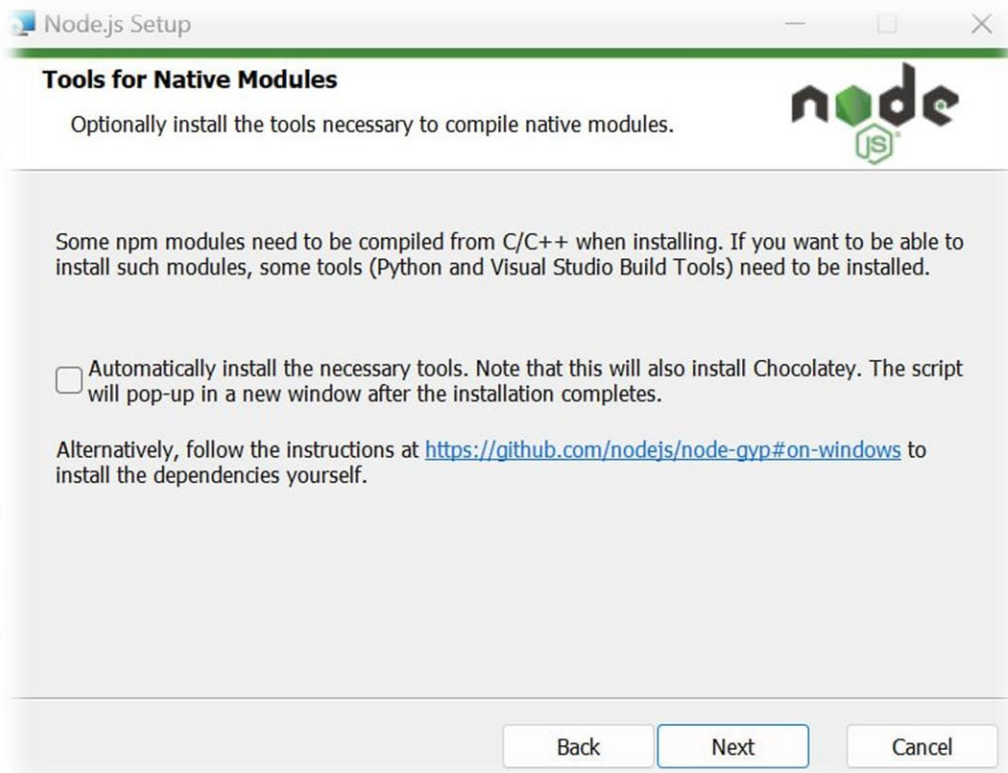 Node.js Setup
Tools for Native Modules
Optionally install the tools necessary to compile native modules.
node
JS
Some npm modules need to be compiled from C/C++ when installing. If you want to be able to
install such modules, some tools (Python and Visual Studio Build Tools) need to be installed.
Automatically install the necessary tools. Note that this will also install Chocolatey. The script
will pop-up in a new window after the installation completes.
Alternatively, follow the instructions at https://github.com/nodejs/node-gyp#on-windows to
install the dependencies yourself.
Back Next Cancel